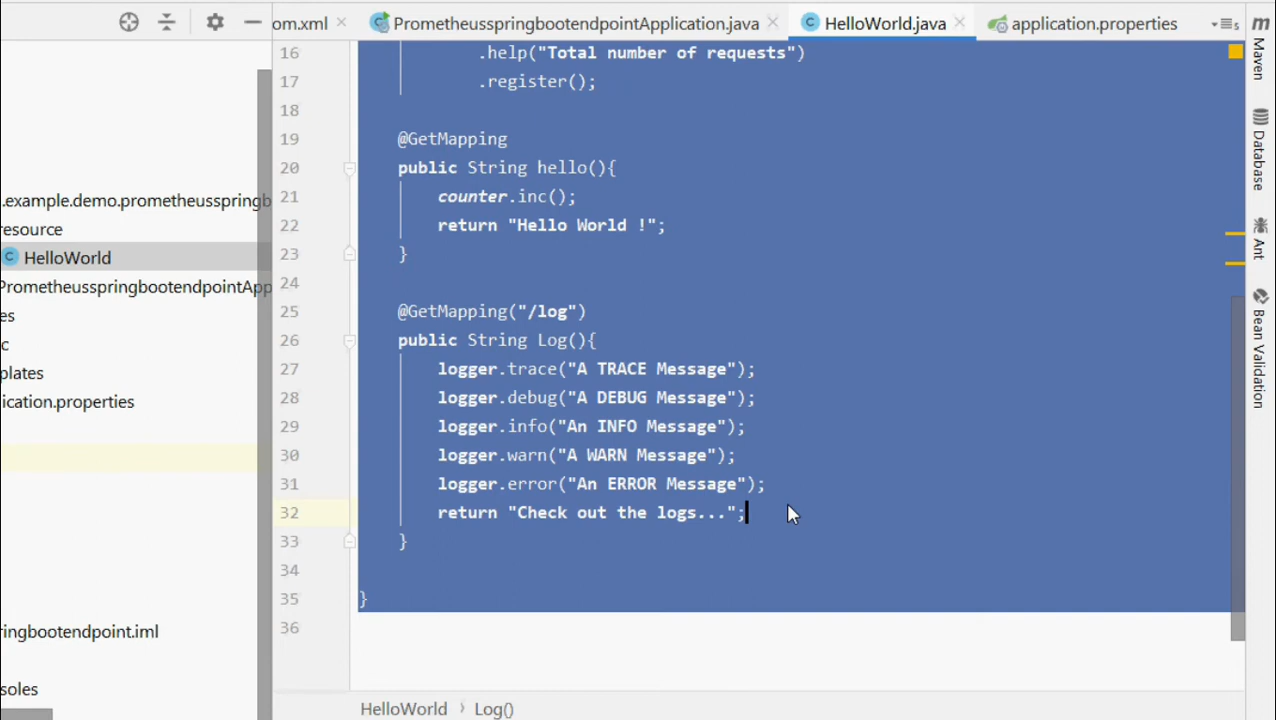 om.xml
PrometheusspringbootendpointApplication.java
HelloWorld.java
application.properties
.example.demo.prometheusspringb
resource
HelloWorld
PrometheusspringbootendpointApp
es
c
plates
ication.properties
ringbootendpoint.iml
soles
16 .help("Total number of requests")
17 .register();
18
19 @GetMapping
20 public String hello(){
21 counter.inc();
22 return "Hello World !";
23 }
24
25 @GetMapping("/log")
26 public String Log(){
27 logger.trace("A TRACE Message");
28 logger.debug("A DEBUG Message");
29 logger.info("An INFO Message");
30 logger.warn("A WARN Message");
31 logger.error("An ERROR Message");
32 return "Check out the logs...";
33 }
34
35 }
36
HelloWorld › Log()
m
Maven
Database
Ant
Bean Validation